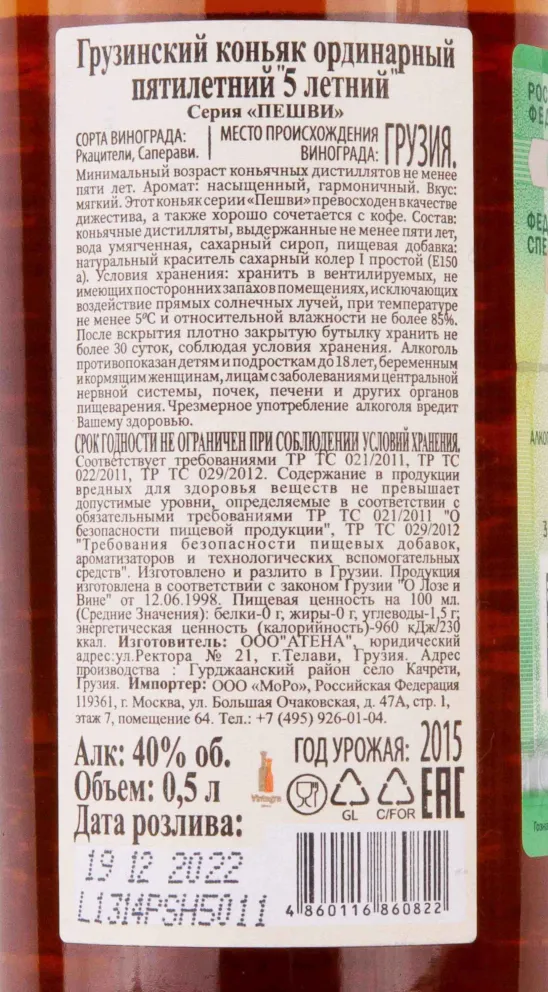 Грузинский коньяк ординарный
пятилетний "5 летний"
Серия «ПЕШВИ»
СОРТА ВИНОГРАДА:
Ркацители, Саперави.
МЕСТО ПРОИСХОЖДЕНИЯ
ВИНОГРАДА: ГРУЗИЯ.
Минимальный возраст коньячных дистиллятов не менее
пяти лет. Аромат: насыщенный, гармоничный. Вкус:
мягкий. Этот коньяк серии «Пешви» превосходен в качестве
дижестива, а также хорошо сочетается с кофе. Состав:
коньячные дистилляты, выдержанные не менее пяти лет,
вода умягченная, сахарный сироп, пищевая добавка:
натуральный краситель сахарный колер I простой (Е150
а). Условия хранения: хранить в вентилируемых, не
имеющих посторонних запахов помещениях, исключающих
воздействие прямых солнечных лучей, при температуре
не менее 5°С и относительной влажности не более 85%.
После вскрытия плотно закрытую бутылку хранить не
более 30 суток, соблюдая условия хранения. Алкоголь
противопоказан детям и подросткам до 18 лет, беременным
и кормящим женщинам, лицам с заболеваниями центральной
нервной системы, почек, печени и других органов
пищеварения. Чрезмерное употребление алкоголя вредит
Вашему здоровью.
СРОК ГОДНОСТИ НЕ ОГРАНИЧЕН ПРИ СОБЛЮДЕНИИ УСЛОВИЙ ХРАНЕНИЯ.
Соответствует требованиями ТР ТС 021/2011, ТР ТС
022/2011, ТР ТС 029/2012. Содержание в продукции
вредных для здоровья веществ не превышает
допустимые уровни, определяемые в соответствии с
обязательными требованиями ТР ТС 021/2011 "О
безопасности пищевой продукции", ТР ТС 029/2012
"Требования безопасности пищевых добавок,
ароматизаторов и технологических вспомогательных
средств". Изготовлено и разлито в Грузии. Продукция
изготовлена в соответствии с законом Грузии "О Лозе и
Вине" от 12.06.1998. Пищевая ценность на 100 мл.
(Средние Значения): белки-0 г, жиры-0 г, углеводы-1,5 г;
энергетическая ценность (калорийность)-960 кДж/230
ккал. Изготовитель: ООО"АТЕНА", юридический
адрес:ул.Ректора № 21, г.Телави, Грузия. Адрес
производства : Гурджаанский район село Качрети,
Грузия. Импортер: ООО «МоРо», Российская Федерация
119361, г. Москва, ул. Большая Очаковская, д. 47А, стр. 1,
этаж 7, помещение 64. Тел.: +7 (495) 926-01-04.
Алк: 40% об.
Объем: 0,5 л
Дата розлива:
19 12 2022
L1314PSH5011
ГОД УРОЖАЯ: 2015
GL
C/FOR
EAC
4 860116 860822